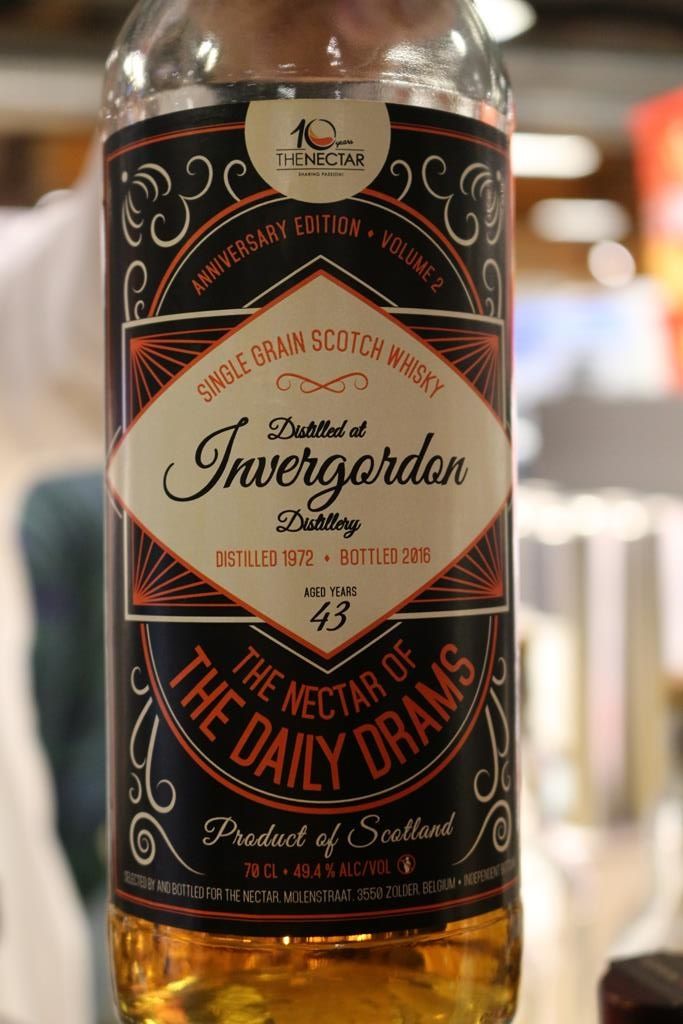 10 years
THENECTAR
SHARING PASSION!
ANNIVERSARY EDITION • VOLUME 2
SINGLE GRAIN SCOTCH WHISKY
Distilled at
Invergordon
Distillery
DISTILLED 1972 • BOTTLED 2016
AGED YEARS
43
THE NECTAR OF
THE DAILY DRAMS
Product of Scotland
70 CL • 49,4 % ALC/VOL
SELECTED BY AND BOTTLED FOR THE NECTAR, MOLENSTRAAT, 3550 ZOLDER, BELGIUM • INDEPENDENT